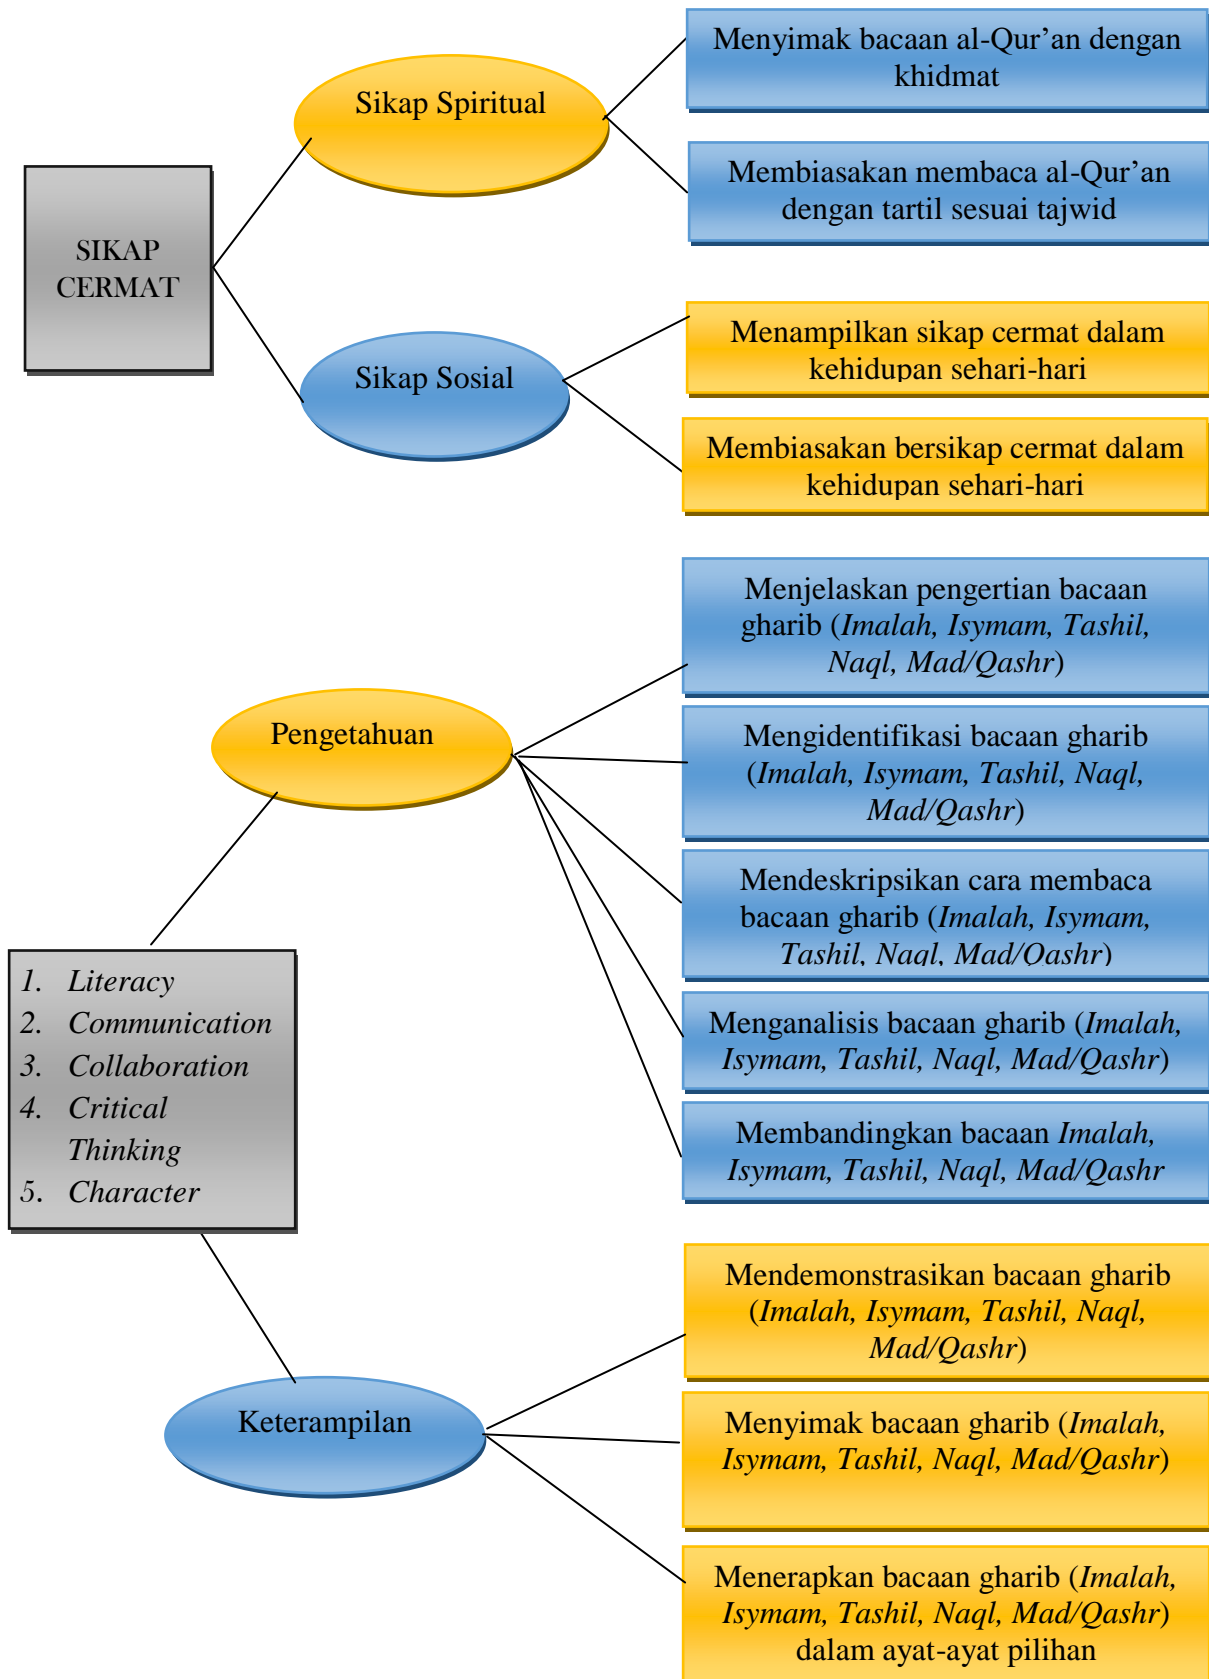 SIKAP
CERMAT
Sikap Spiritual
Menyimak bacaan al-Qur’an dengan
khidmat
Membiasakan membaca al-Qur’an
dengan tartil sesuai tajwid
Sikap Sosial
Menampilkan sikap cermat dalam
kehidupan sehari-hari
Membiasakan bersikap cermat dalam
kehidupan sehari-hari
1. Literacy
2. Communication
3. Collaboration
4. Critical
Thinking
5. Character
Pengetahuan
Menjelaskan pengertian bacaan
gharib (Imalah, Isymam, Tashil,
Naql, Mad/Qashr)
Mengidentifikasi bacaan gharib
(Imalah, Isymam, Tashil, Naql,
Mad/Qashr)
Mendeskripsikan cara membaca
bacaan gharib (Imalah, Isymam,
Tashil, Naql, Mad/Qashr)
Menganalisis bacaan gharib (Imalah,
Isymam, Tashil, Naql, Mad/Qashr)
Membandingkan bacaan Imalah,
Isymam, Tashil, Naql, Mad/Qashr
Keterampilan
Mendemonstrasikan bacaan gharib
(Imalah, Isymam, Tashil, Naql,
Mad/Qashr)
Menyimak bacaan gharib (Imalah,
Isymam, Tashil, Naql, Mad/Qashr)
Menerapkan bacaan gharib (Imalah,
Isymam, Tashil, Naql, Mad/Qashr)
dalam ayat-ayat pilihan